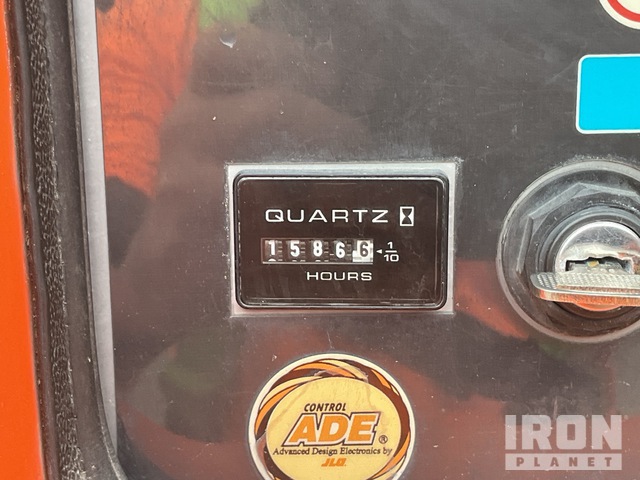 QUARTZ
15866 1/10
HOURS
CONTROL
ADE®
Advanced Design Electronics by
JLG
IRON
PLANET